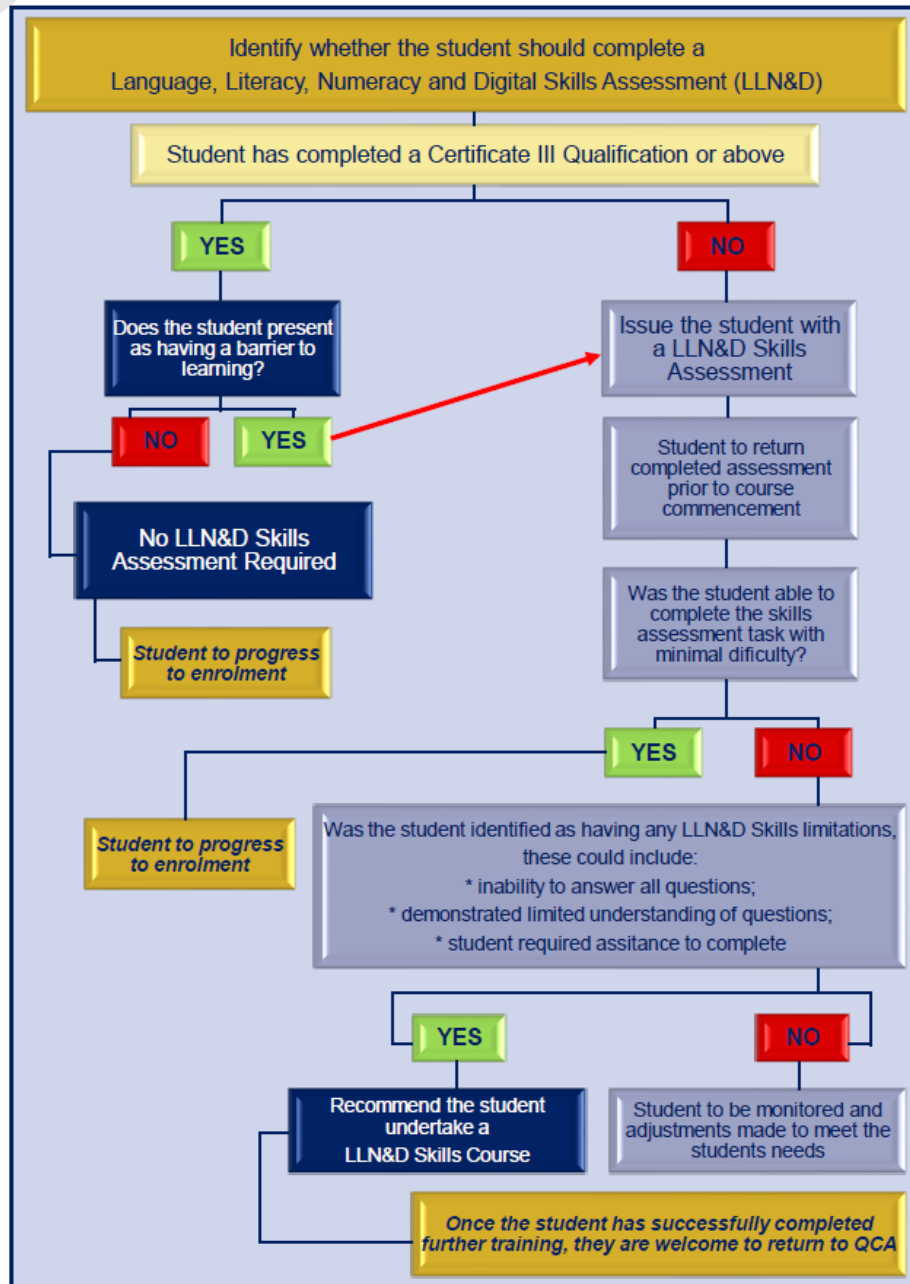 Identify whether the student should complete a
Language, Literacy, Numeracy and Digital Skills Assessment (LLN&D)
Student has completed a Certificate III Qualification or above
YES
NO
Does the student present
as having a barrier to
learning?
NO
YES
No LLN&D Skills
Assessment Required
Student to progress
to enrolment
Issue the student with
a LLN&D Skills
Assessment
Student to return
completed assessment
prior to course
commencement
Was the student able to
complete the skills
assessment task with
minimal dificulty?
YES
NO
Student to progress
to enrolment
Was the student identified as having any LLN&D Skills limitations,
these could include:
* inability to answer all questions;
* demonstrated limited understanding of questions;
* student required assitance to complete
YES
NO
Recommend the student
undertake a
LLN&D Skills Course
Student to be monitored and
adjustments made to meet the
students needs
Once the student has successfully completed
further training, they are welcome to return to QCA